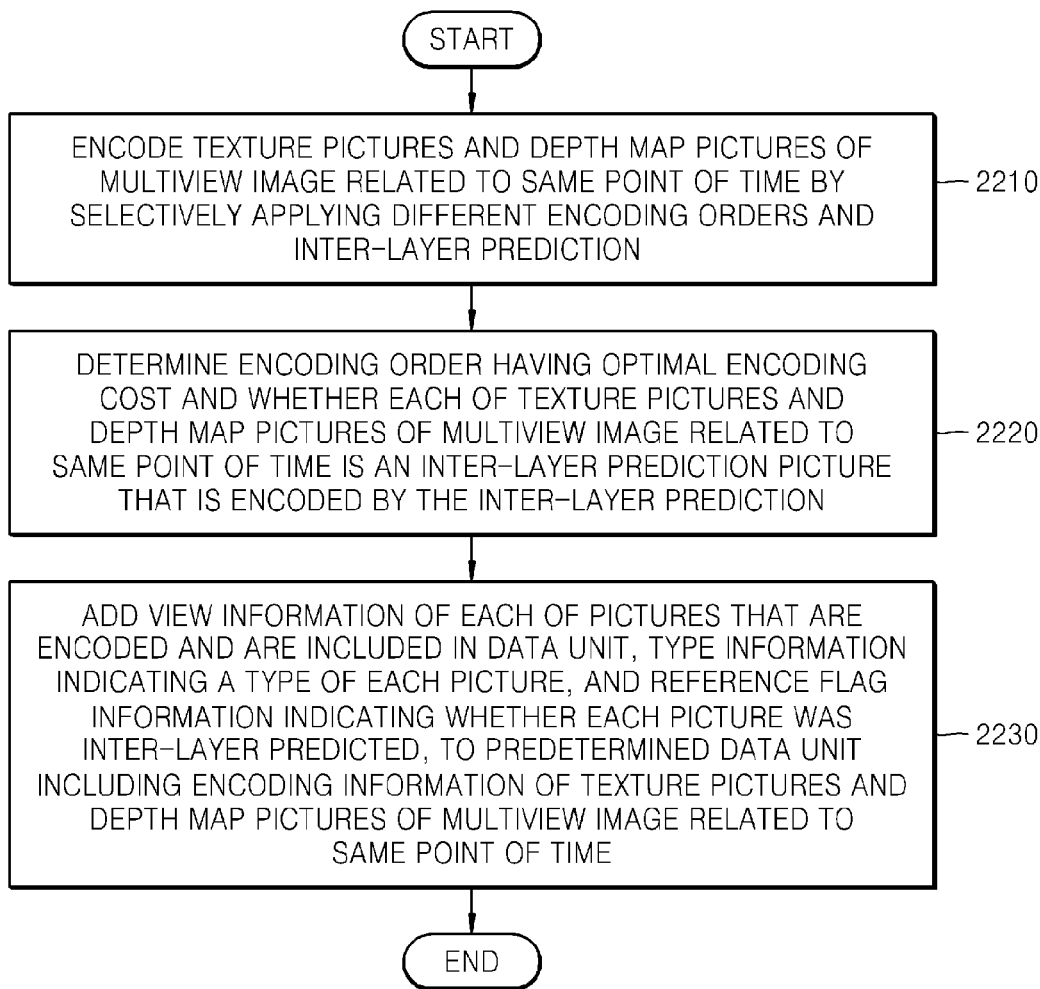 START
ENCODE TEXTURE PICTURES AND DEPTH MAP PICTURES OF
MULTIVIEW IMAGE RELATED TO SAME POINT OF TIME BY
SELECTIVELY APPLYING DIFFERENT ENCODING ORDERS AND
INTER-LAYER PREDICTION
2210
DETERMINE ENCODING ORDER HAVING OPTIMAL ENCODING
COST AND WHETHER EACH OF TEXTURE PICTURES AND
DEPTH MAP PICTURES OF MULTIVIEW IMAGE RELATED TO
SAME POINT OF TIME IS AN INTER-LAYER PREDICTION PICTURE
THAT IS ENCODED BY THE INTER-LAYER PREDICTION
2220
ADD VIEW INFORMATION OF EACH OF PICTURES THAT ARE
ENCODED AND ARE INCLUDED IN DATA UNIT, TYPE INFORMATION
INDICATING A TYPE OF EACH PICTURE, AND REFERENCE FLAG
INFORMATION INDICATING WHETHER EACH PICTURE WAS
INTER-LAYER PREDICTED, TO PREDETERMINED DATA UNIT
INCLUDING ENCODING INFORMATION OF TEXTURE PICTURES AND
DEPTH MAP PICTURES OF MULTIVIEW IMAGE RELATED TO
SAME POINT OF TIME
2230
END